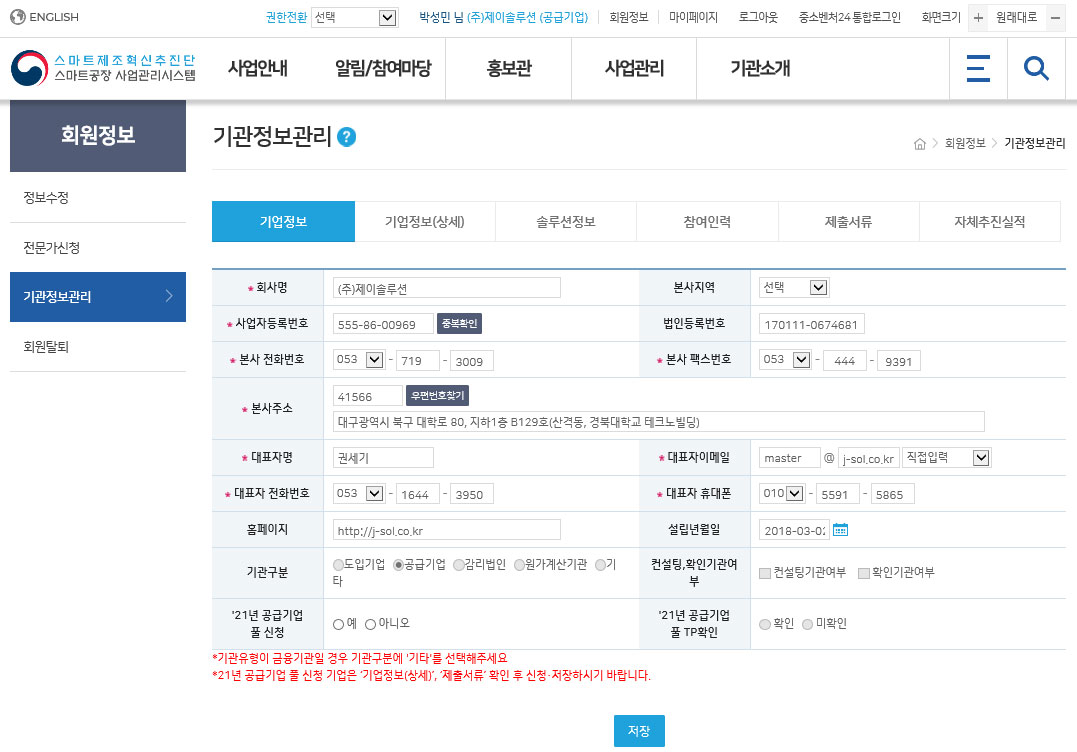 ENGLISH 권한전환 선택 박성민 님 (주)제이솔루션 (공급기업) 회원정보 마이페이지 로그아웃 중소벤처24 통합로그인 화면크기 + 원래대로 −
스마트제조혁신추진단
스마트공장 사업관리시스템
사업안내 알림/참여마당 홍보관 사업관리 기관소개
회원정보
정보수정
전문가신청
기관정보관리
회원탈퇴
기관정보관리 ?
회원정보 기관정보관리
기업정보 기업정보(상세) 솔루션정보 참여인력 제출서류 자체추진실적
* 회사명 (주)제이솔루션 본사지역 선택
* 사업자등록번호 555-86-00969 중복확인 법인등록번호 170111-0674681
* 본사 전화번호 053 - 719 - 3009 * 본사 팩스번호 053 - 444 - 9391
* 본사주소 41566 우편번호찾기
대구광역시 북구 대학로 80, 지하1층 B129호(산격동, 경북대학교 테크노빌딩)
* 대표자명 권세기 * 대표자이메일 master @ j-sol.co.kr 직접입력
* 대표자 전화번호 053 - 1644 - 3950 * 대표자 휴대폰 010 - 5591 - 5865
홈페이지 http://j-sol.co.kr 설립년월일 2018-03-02
기관구분 도입기업 공급기업 감리법인 원가계산기관 기
타
컨설팅,확인기관여
부
컨설팅기관여부 확인기관여부
'21년 공급기업
풀 신청
예 아니오
'21년 공급기업
풀 TP확인
확인 미확인
*기관유형이 금융기관일 경우 기관구분에 '기타'를 선택해주세요
*21년 공급기업 풀 신청 기업은 '기업정보(상세)', '제출서류' 확인 후 신청·저장하시기 바랍니다.
저장